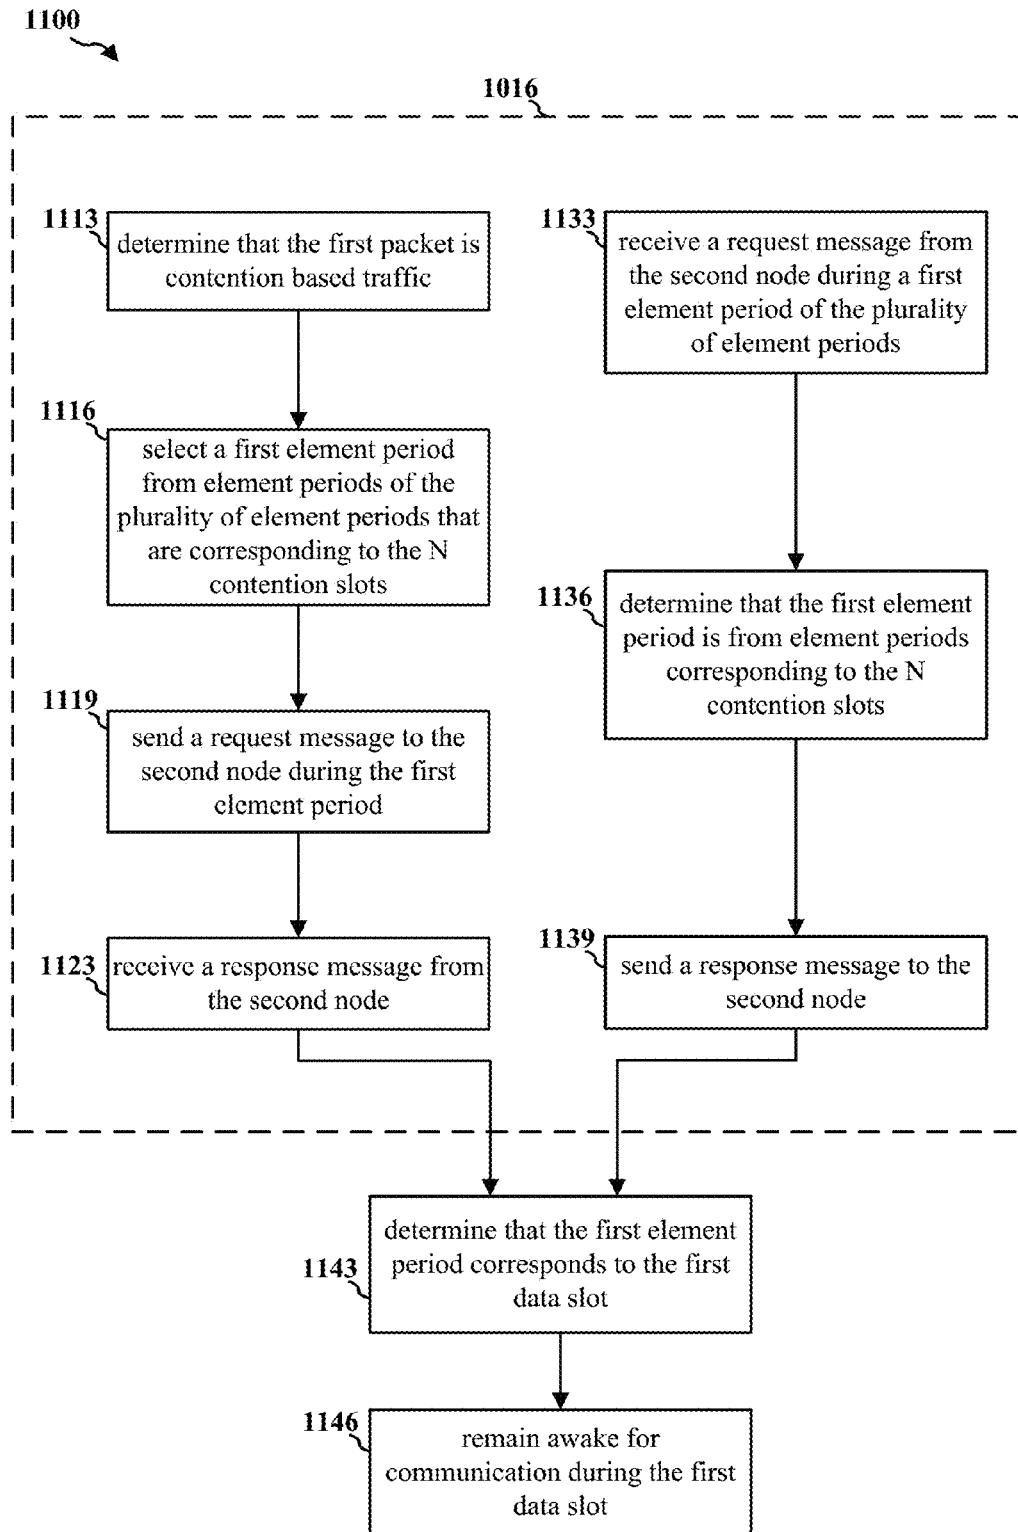 1100
1016
1113
determine that the first packet is
contention based traffic
1116
select a first element period
from element periods of the
plurality of element periods that
are corresponding to the N
contention slots
1119
send a request message to the
second node during the first
element period
1123
receive a response message from
the second node
1133
receive a request message from
the second node during a first
element period of the plurality
of element periods
1136
determine that the first element
period is from element periods
corresponding to the N
contention slots
1139
send a response message to the
second node
1143
determine that the first element
period corresponds to the first
data slot
1146
remain awake for
communication during the first
data slot